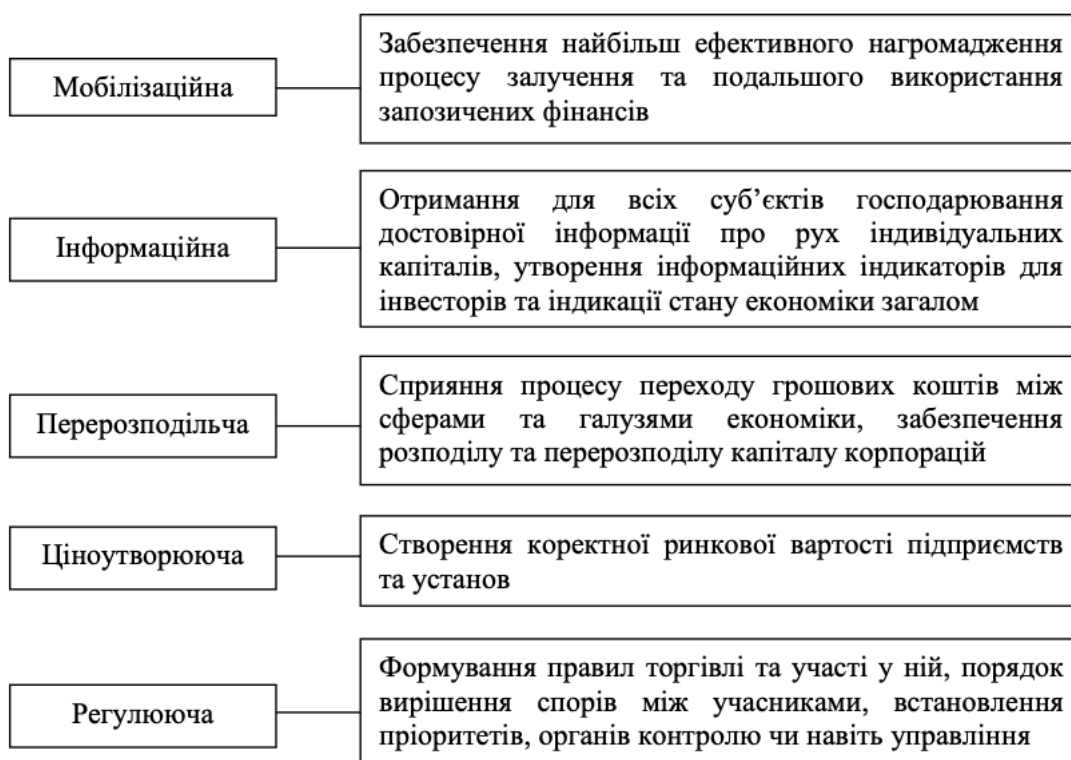 Мобілізаційна
Забезпечення найбільш ефективного нагромадження
процесу залучення та подальшого використання
запозичених фінансів
Інформаційна
Отримання для всіх суб’єктів господарювання
достовірної інформації про рух індивідуальних
капіталів, утворення інформаційних індикаторів для
інвесторів та індикації стану економіки загалом
Перерозподільча
Сприяння процесу переходу грошових коштів між
сферами та галузями економіки, забезпечення
розподілу та перерозподілу капіталу корпорацій
Ціноутворююча
Створення коректної ринкової вартості підприємств
та установ
Регулююча
Формування правил торгівлі та участі у ній, порядок
вирішення спорів між учасниками, встановлення
пріоритетів, органів контролю чи навіть управління